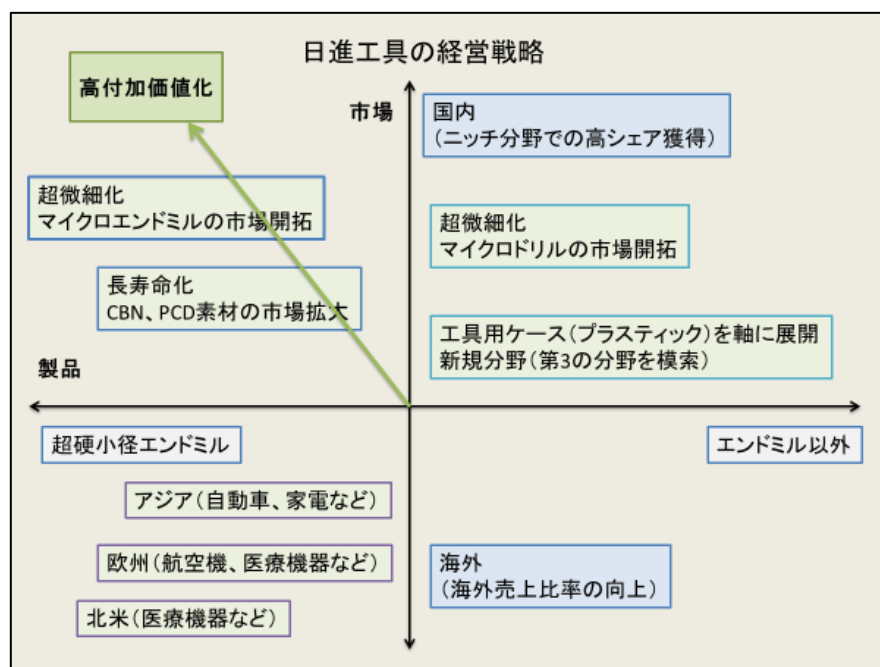 日進工具の経営戦略
高付加価値化
市場
国内
(ニッチ分野での高シェア獲得)
超微細化
マイクロエンドミルの市場開拓
超微細化
マイクロドリルの市場開拓
長寿命化
CBN、PCD素材の市場拡大
工具用ケース(プラスティック)を軸に展開
新規分野(第3の分野を模索)
製品
超硬小径エンドミル
エンドミル以外
アジア(自動車、家電など)
欧州(航空機、医療機器など)
北米(医療機器など)
海外
(海外売上比率の向上)